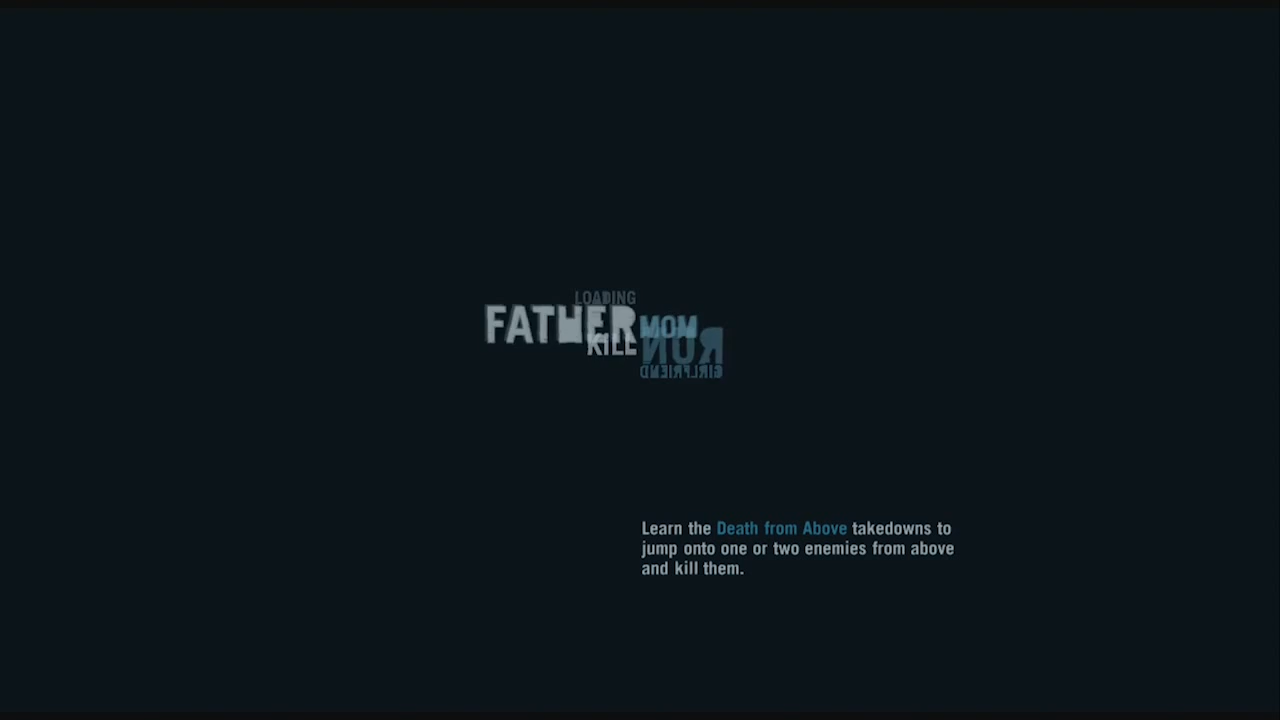 LOADING
FATHER
MOM
KILL
RUN
GIRLFRIEND
Learn the Death from Above takedowns to
jump onto one or two enemies from above
and kill them.